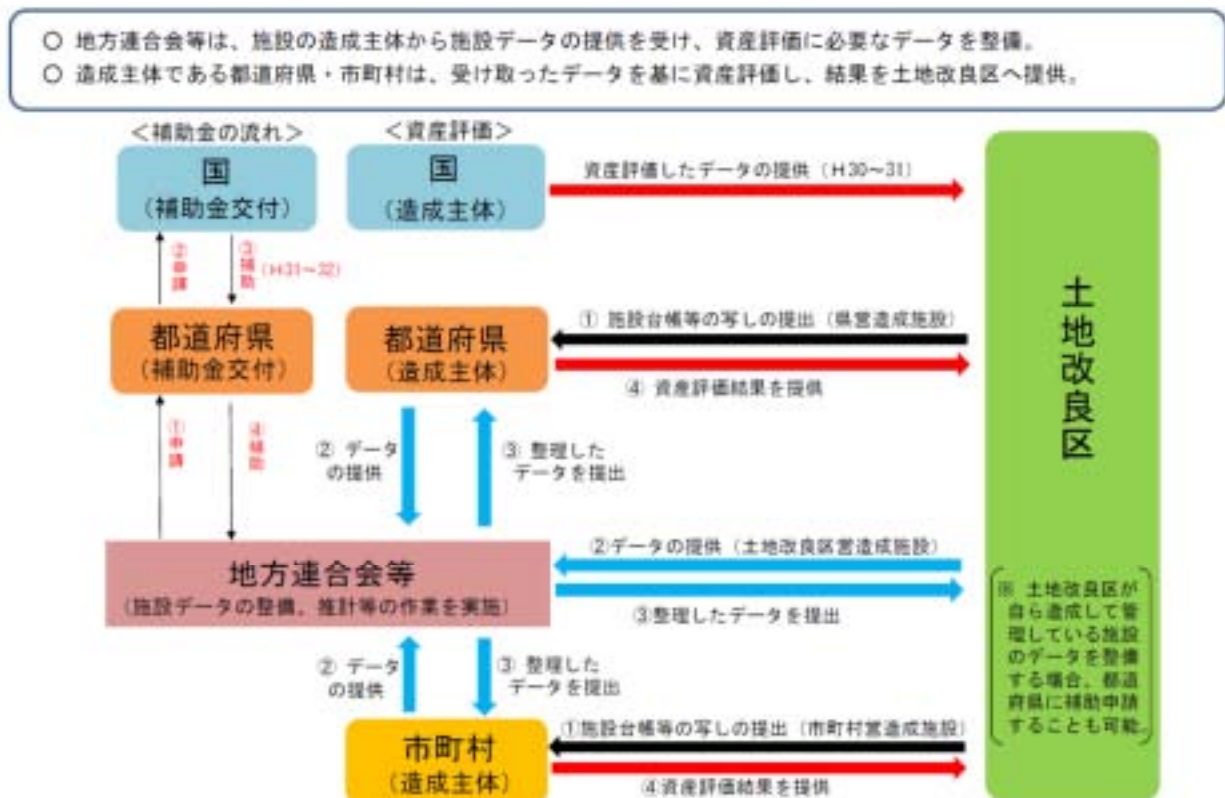 ○ 地方連合会等は、施設の造成主体から施設データの提供を受け、資産評価に必要なデータを整備。
○ 造成主体である都道府県・市町村は、受け取ったデータを基に資産評価し、結果を土地改良区へ提供。
＜補助金の流れ＞
国
（補助金交付）
＜資産評価＞
国
（造成主体）
資産評価したデータの提供（H30～31）
②申請
③補助
（H31～32）
都道府県
（補助金交付）
都道府県
（造成主体）
① 施設台帳等の写しの提出（県営造成施設）
④ 資産評価結果を提供
①申請
④補助
② データ
の提供
③ 整理した
データを提出
地方連合会等
（施設データの整備、推計等の作業を実施）
②データの提供（土地改良区営造成施設）
③整理したデータを提出
② データ
の提供
③ 整理した
データを提出
市町村
（造成主体）
①施設台帳等の写しの提出（市町村営造成施設）
④資産評価結果を提供
土地改良区
※ 土地改良区が
自ら造成して管
理している施設
のデータを整備
する場合、都道
府県に補助申請
することも可能。